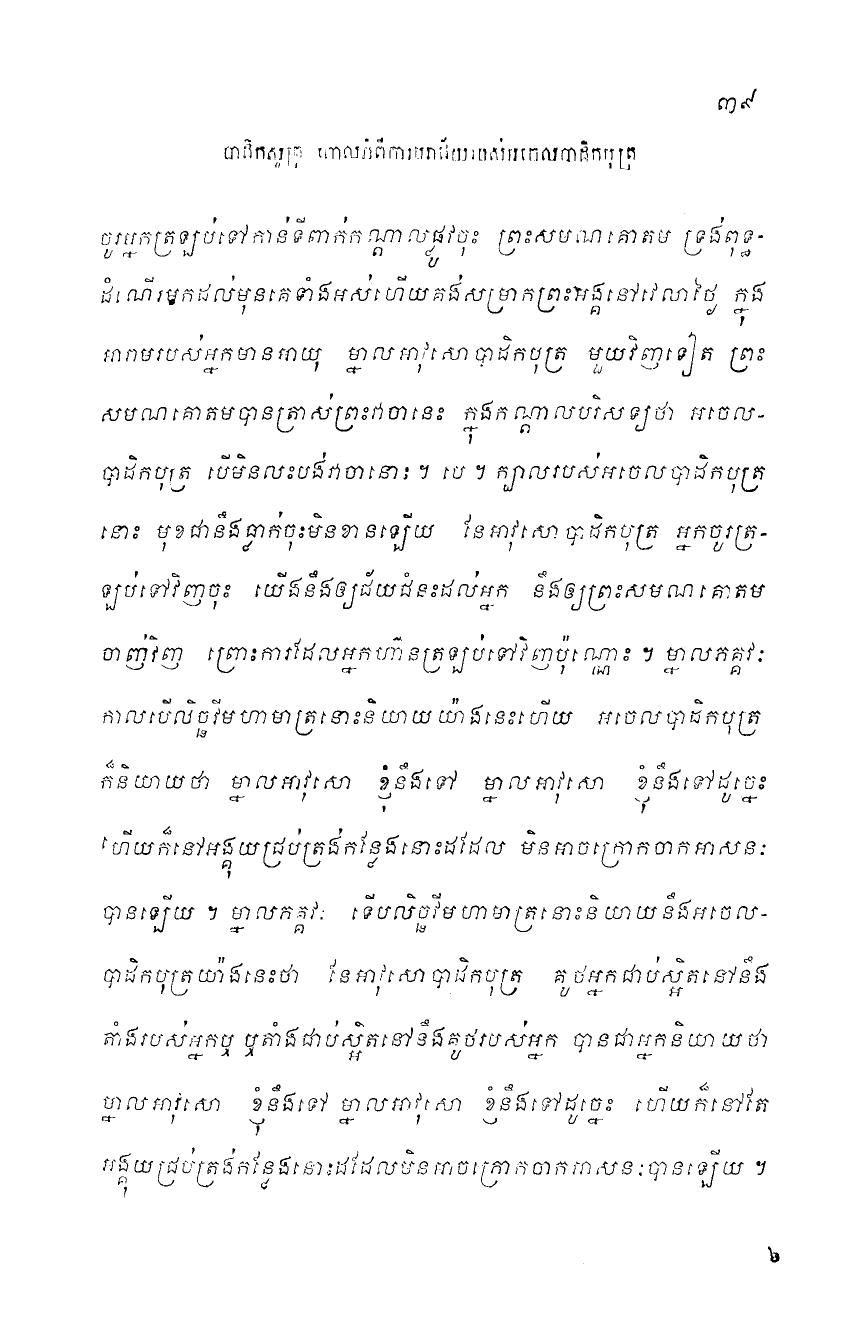 ៣៩
បាដិកសូត្រ ពោលអំពីការបរាជ័យរបស់អចេលបាដិកបុត្រ
ចូរអ្នកត្រឡប់ទៅកាន់ទីពាក់កណ្តាលផ្លូវចុះ ព្រះសមណគោតម ទ្រង់ពុទ្ធ-
ដំណើរមកដល់មុនគេទាំងអស់ហើយគង់សម្រាកព្រះអង្គនៅវេលាថ្ងៃ ក្នុង
អារាមរបស់អ្នកមានអាយុ ម្នាលអាវុសោបាដិកបុត្រ មួយវិញទៀត ព្រះ
សមណគោតមបានត្រាស់ព្រះវាចានេះ ក្នុងកណ្តាលបរិសទ្យថា អចេល-
បាដិកបុត្រ បើមិនលះបង់វាចានោះ។ បេ ។ ក្បាលរបស់អចេលបាដិកបុត្រ
នោះ មុខជានឹងធ្លាក់ចុះមិនខានឡើយ នែអាវុសោបាដិកបុត្រ អ្នកចូរត្រ-
ឡប់ទៅវិញចុះ យើងនឹងឲ្យជ័យជំនះដល់អ្នក នឹងឲ្យព្រះសមណគោតម
ចាញ់វិញ ព្រោះការដែលអ្នកហ៊ានត្រឡប់ទៅវិញប៉ុណ្ណោះ ។ ម្នាលភគ្គវៈ
កាលបើលិច្ឆវីមហាមាត្រនោះនិយាយយ៉ាងនេះហើយ អចេលបាដិកបុត្រ
ក៏និយាយថា ម្នាលអាវុសោ ខ្ញុំនឹងទៅ ម្នាលអាវុសោ ខ្ញុំនឹងទៅដូច្នេះ
ហើយក៏នៅអង្គុយជ្រប់ត្រង់កន្លែងនោះដដែល មិនអាចក្រោកចាកអាសនៈ
បានឡើយ ។ ម្នាលភគ្គវៈ ទើបលិច្ឆវីមហាមាត្រនោះនិយាយនឹងអចេល-
បាដិកបុត្រយ៉ាងនេះថា នែអាវុសោបាដិកបុត្រ គូថអ្នកជាប់ស្អិតនៅនឹង
តាំងរបស់អ្នកឬ ឬតាំងជាប់ស្អិតនៅនឹងគូថរបស់អ្នក បានជាអ្នកនិយាយថា
ម្នាលអាវុសោ ខ្ញុំនឹងទៅ ម្នាលអាវុសោ ខ្ញុំនឹងទៅដូច្នេះ ហើយក៏នៅតែ
អង្គុយជ្រប់ត្រង់កន្លែងនោះដដែលមិនអាចក្រោកចាកអាសនៈបានឡើយ ។
៦